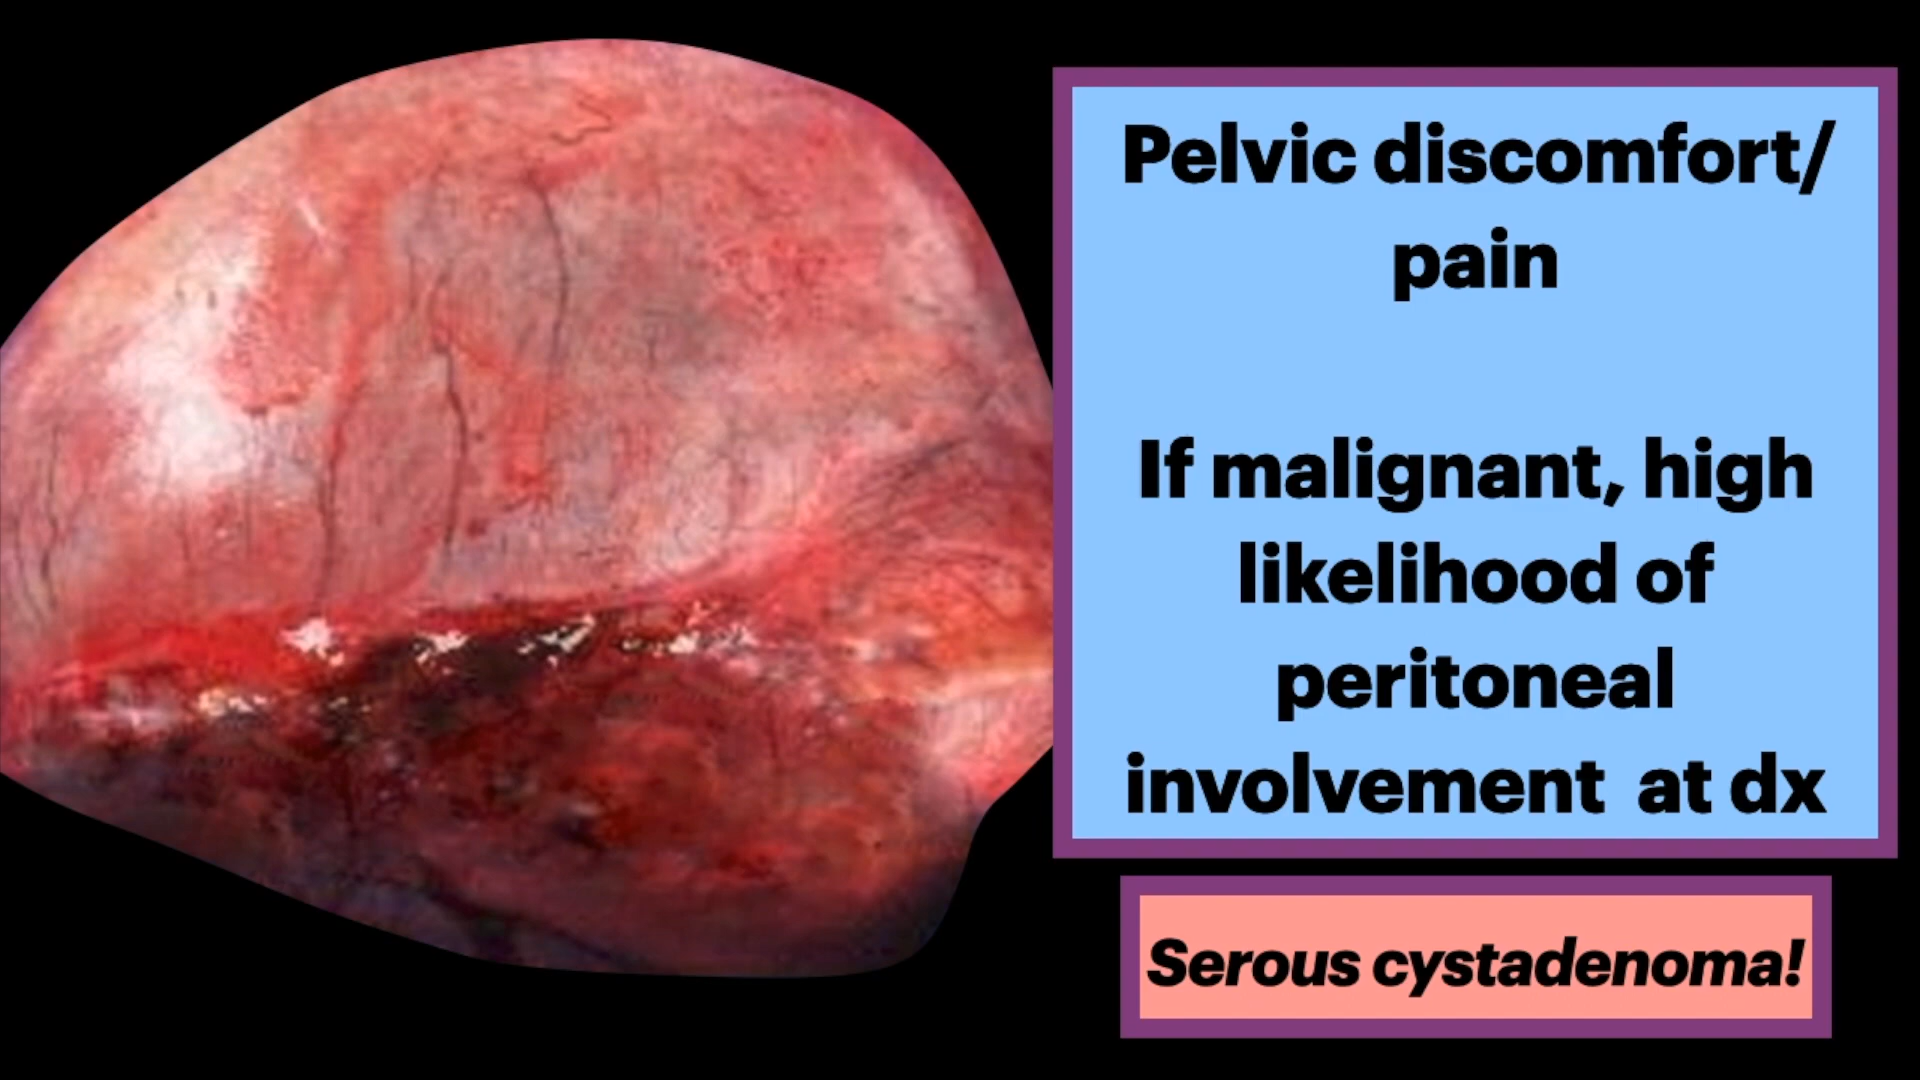 Pelvic discomfort/
pain
If malignant, high
likelihood of
peritoneal
involvement at dx
Serous cystadenoma!